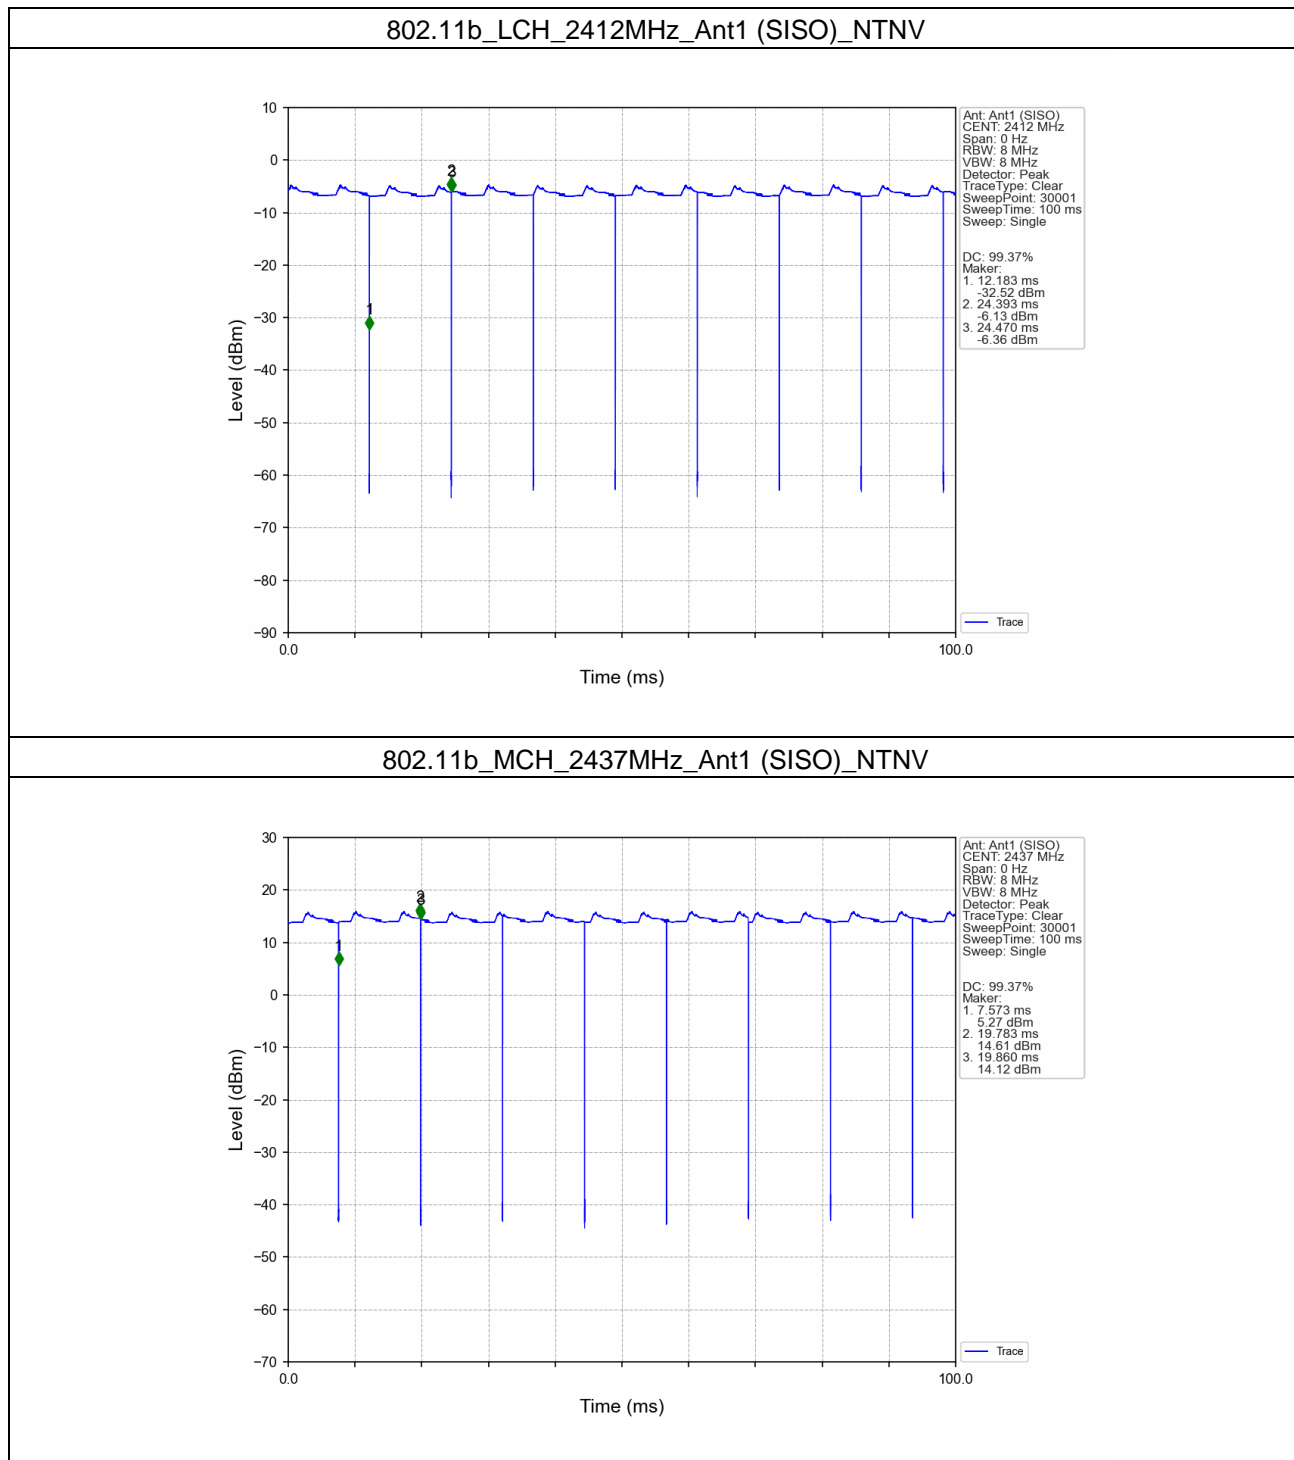 802.11b_LCH_2412MHz_Ant1 (SISO)_NTNV
10
0
−10
−20
−30
−40
−50
−60
−70
−80
−90
Level (dBm)
1
2
3
0.0
100.0
Time (ms)
Ant: Ant1 (SISO)
CENT: 2412 MHz
Span: 0 Hz
RBW: 8 MHz
VBW: 8 MHz
Detector: Peak
TraceType: Clear
SweepPoint: 30001
SweepTime: 100 ms
Sweep: Single
DC: 99.37%
Maker:
1. 12.183 ms
-32.52 dBm
2. 24.393 ms
-6.13 dBm
3. 24.470 ms
-6.36 dBm
Trace
802.11b_MCH_2437MHz_Ant1 (SISO)_NTNV
30
20
10
0
−10
−20
−30
−40
−50
−60
−70
Level (dBm)
1
2
3
0.0
100.0
Time (ms)
Ant: Ant1 (SISO)
CENT: 2437 MHz
Span: 0 Hz
RBW: 8 MHz
VBW: 8 MHz
Detector: Peak
TraceType: Clear
SweepPoint: 30001
SweepTime: 100 ms
Sweep: Single
DC: 99.37%
Maker:
1. 7.573 ms
5.27 dBm
2. 19.783 ms
14.61 dBm
3. 19.860 ms
14.12 dBm
Trace